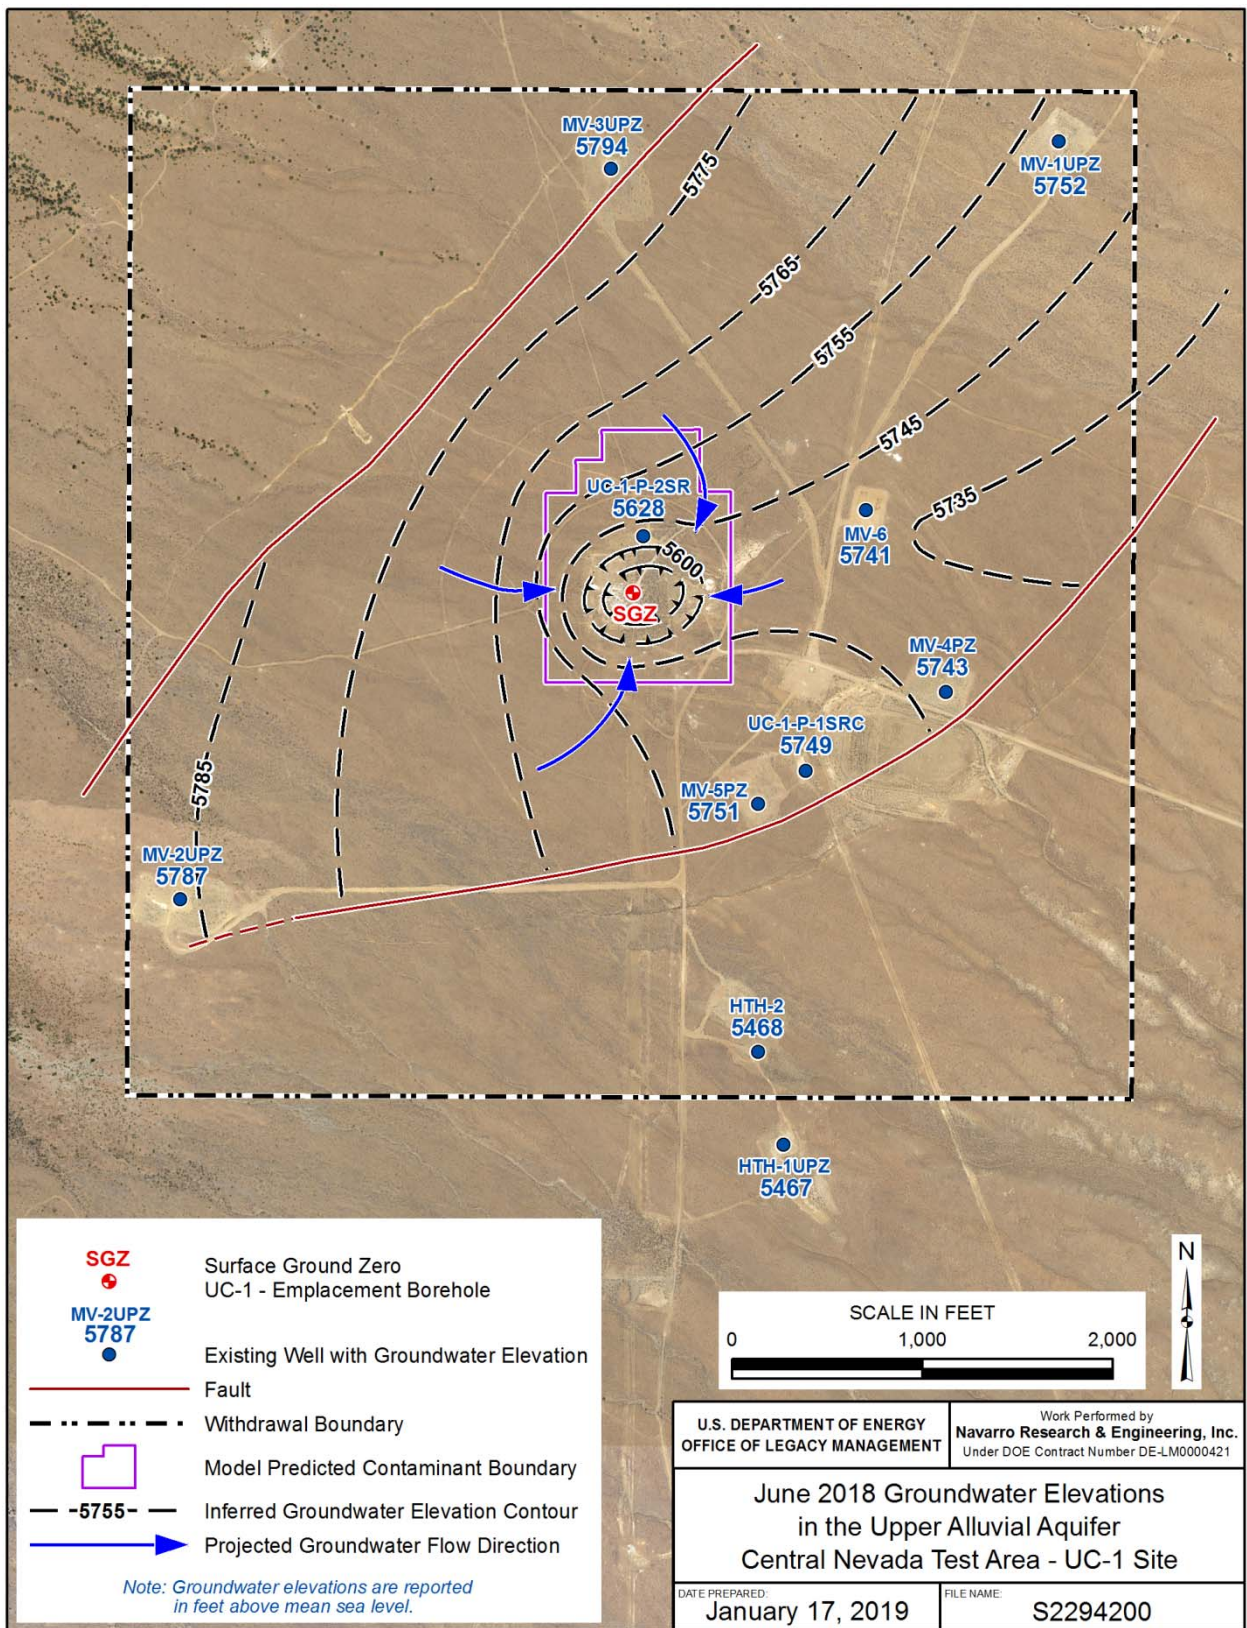 MV-3UPZ
5794
MV-1UPZ
5752
5775
5765
5755
5745
5735
UC-1-P-2SR
5628
5600
SGZ
MV-6
5741
MV-4PZ
5743
UC-1-P-1SRC
5749
MV-5PZ
5751
5785
MV-2UPZ
5787
HTH-2
5468
HTH-1UPZ
5467
SGZ
Surface Ground Zero
UC-1 - Emplacement Borehole
MV-2UPZ
5787
Existing Well with Groundwater Elevation
Fault
Withdrawal Boundary
Model Predicted Contaminant Boundary
5755
Inferred Groundwater Elevation Contour
Projected Groundwater Flow Direction
Note: Groundwater elevations are reported
in feet above mean sea level.
N
SCALE IN FEET
0 1,000 2,000
U.S. DEPARTMENT OF ENERGY
OFFICE OF LEGACY MANAGEMENT
Work Performed by
Navarro Research & Engineering, Inc.
Under DOE Contract Number DE-LM0000421
June 2018 Groundwater Elevations
in the Upper Alluvial Aquifer
Central Nevada Test Area - UC-1 Site
DATE PREPARED:
January 17, 2019
FILE NAME:
S2294200